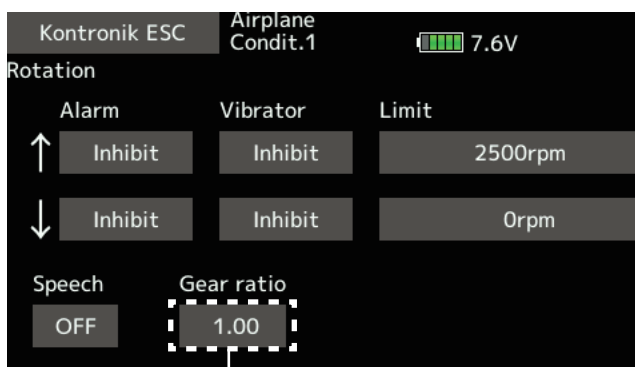 Kontronik ESC Airplane
Condit.1 7.6V
Rotation
Alarm Vibrator Limit
↑ Inhibit Inhibit 2500rpm
↓ Inhibit Inhibit 0rpm
Speech Gear ratio
OFF 1.00